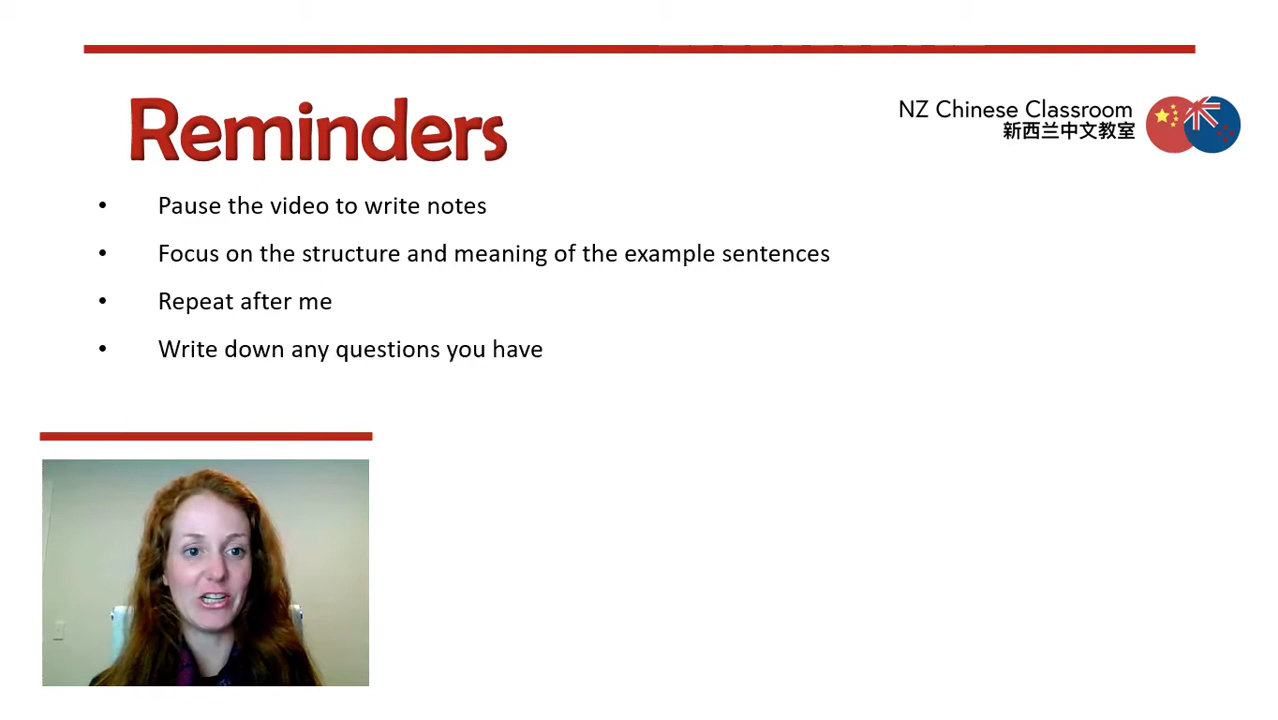 Reminders
NZ Chinese Classroom
新西兰中文教室
• Pause the video to write notes
• Focus on the structure and meaning of the example sentences
• Repeat after me
• Write down any questions you have